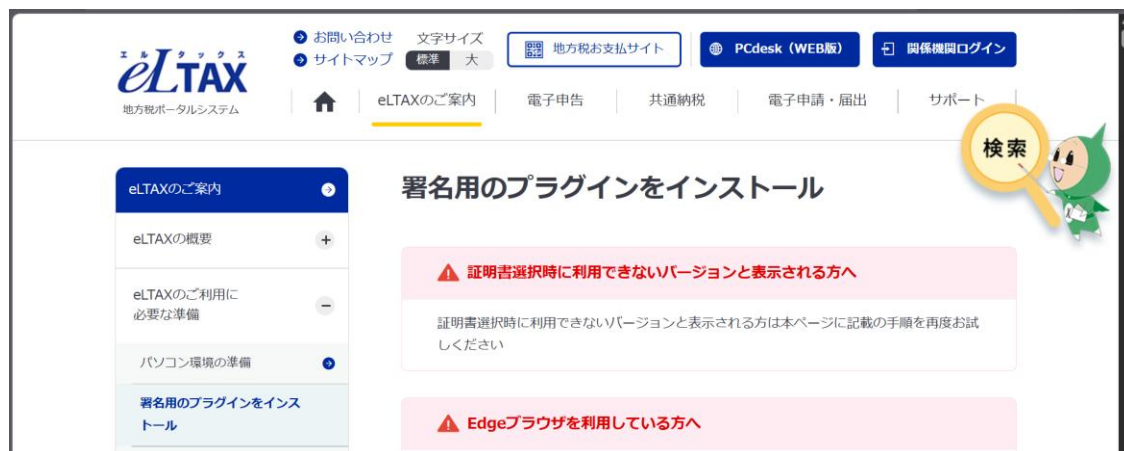 エルタックス
eLTAX
地方税ポータルシステム
お問い合わせ
サイトマップ
文字サイズ
標準 大
地方税お支払サイト
PCdesk（WEB版）
関係機関ログイン
eLTAXのご案内
電子申告
共通納税
電子申請・届出
サポート
検索
eLTAXのご案内
eLTAXの概要
eLTAXのご利用に
必要な準備
パソコン環境の準備
署名用のプラグインをインス
トール
署名用のプラグインをインストール
証明書選択時に利用できないバージョンと表示される方へ
証明書選択時に利用できないバージョンと表示される方は本ページに記載の手順を再度お試
しください
Edgeブラウザを利用している方へ